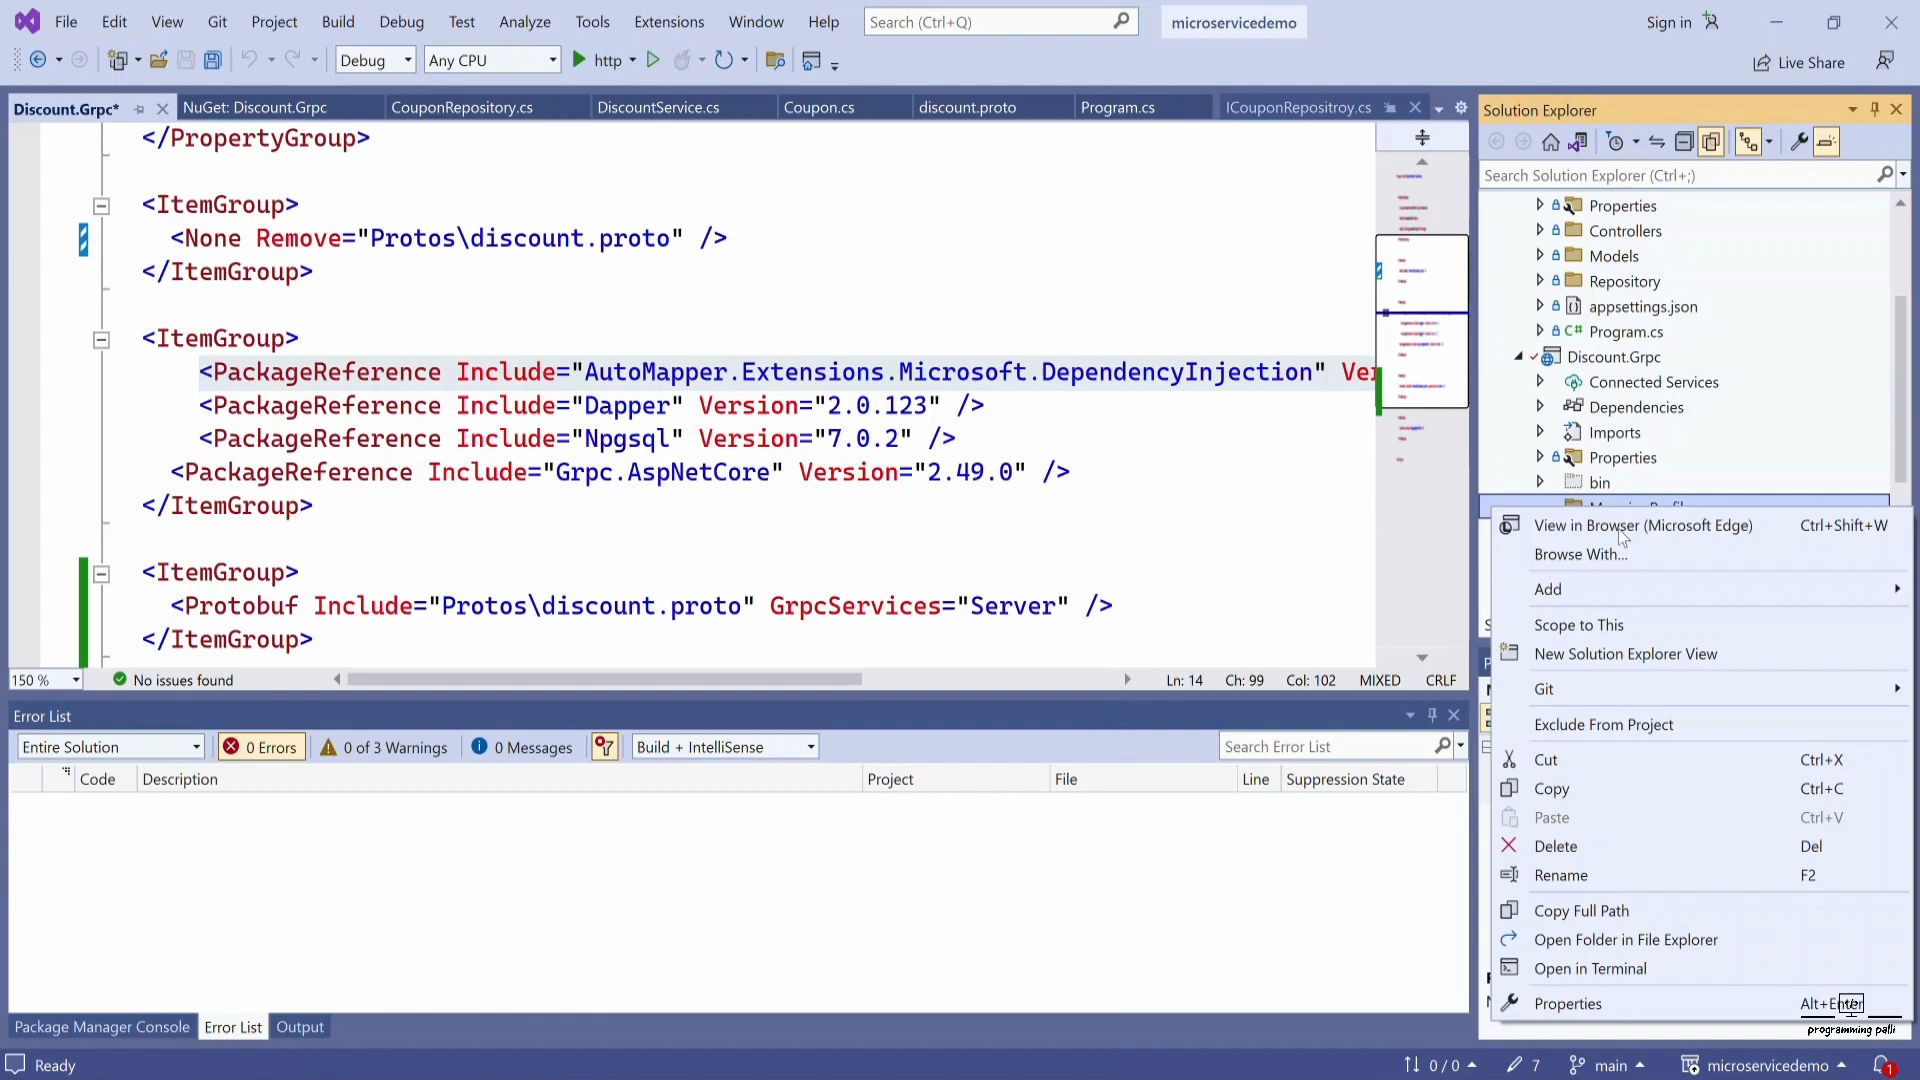 File Edit View Git Project Build Debug Test Analyze Tools Extensions Window Help Search (Ctrl+Q) microservicedemo Sign in
Debug Any CPU http Live Share
Discount.Grpc* NuGet: Discount.Grpc CouponRepository.cs DiscountService.cs Coupon.cs discount.proto Program.cs ICouponRepositroy.cs
</PropertyGroup>
<ItemGroup>
<None Remove="Protos\discount.proto" />
</ItemGroup>
<ItemGroup>
<PackageReference Include="AutoMapper.Extensions.Microsoft.DependencyInjection" Ver
<PackageReference Include="Dapper" Version="2.0.123" />
<PackageReference Include="Npgsql" Version="7.0.2" />
<PackageReference Include="Grpc.AspNetCore" Version="2.49.0" />
</ItemGroup>
<ItemGroup>
<Protobuf Include="Protos\discount.proto" GrpcServices="Server" />
</ItemGroup>
150 % No issues found Ln: 14 Ch: 99 Col: 102 MIXED CRLF
Error List
Entire Solution 0 Errors 0 of 3 Warnings 0 Messages Build + IntelliSense Search Error List
Code Description Project File Line Suppression State
Package Manager Console Error List Output
Solution Explorer
Search Solution Explorer (Ctrl+;)
Properties
Controllers
Models
Repository
appsettings.json
Program.cs
Discount.Grpc
Connected Services
Dependencies
Imports
Properties
bin
View in Browser (Microsoft Edge) Ctrl+Shift+W
Browse With...
Add
Scope to This
New Solution Explorer View
Git
Exclude From Project
Cut Ctrl+X
Copy Ctrl+C
Paste Ctrl+V
Delete Del
Rename F2
Copy Full Path
Open Folder in File Explorer
Open in Terminal
Properties Alt+Enter
programming palli
Ready 0 / 0 7 main microservicedemo 1